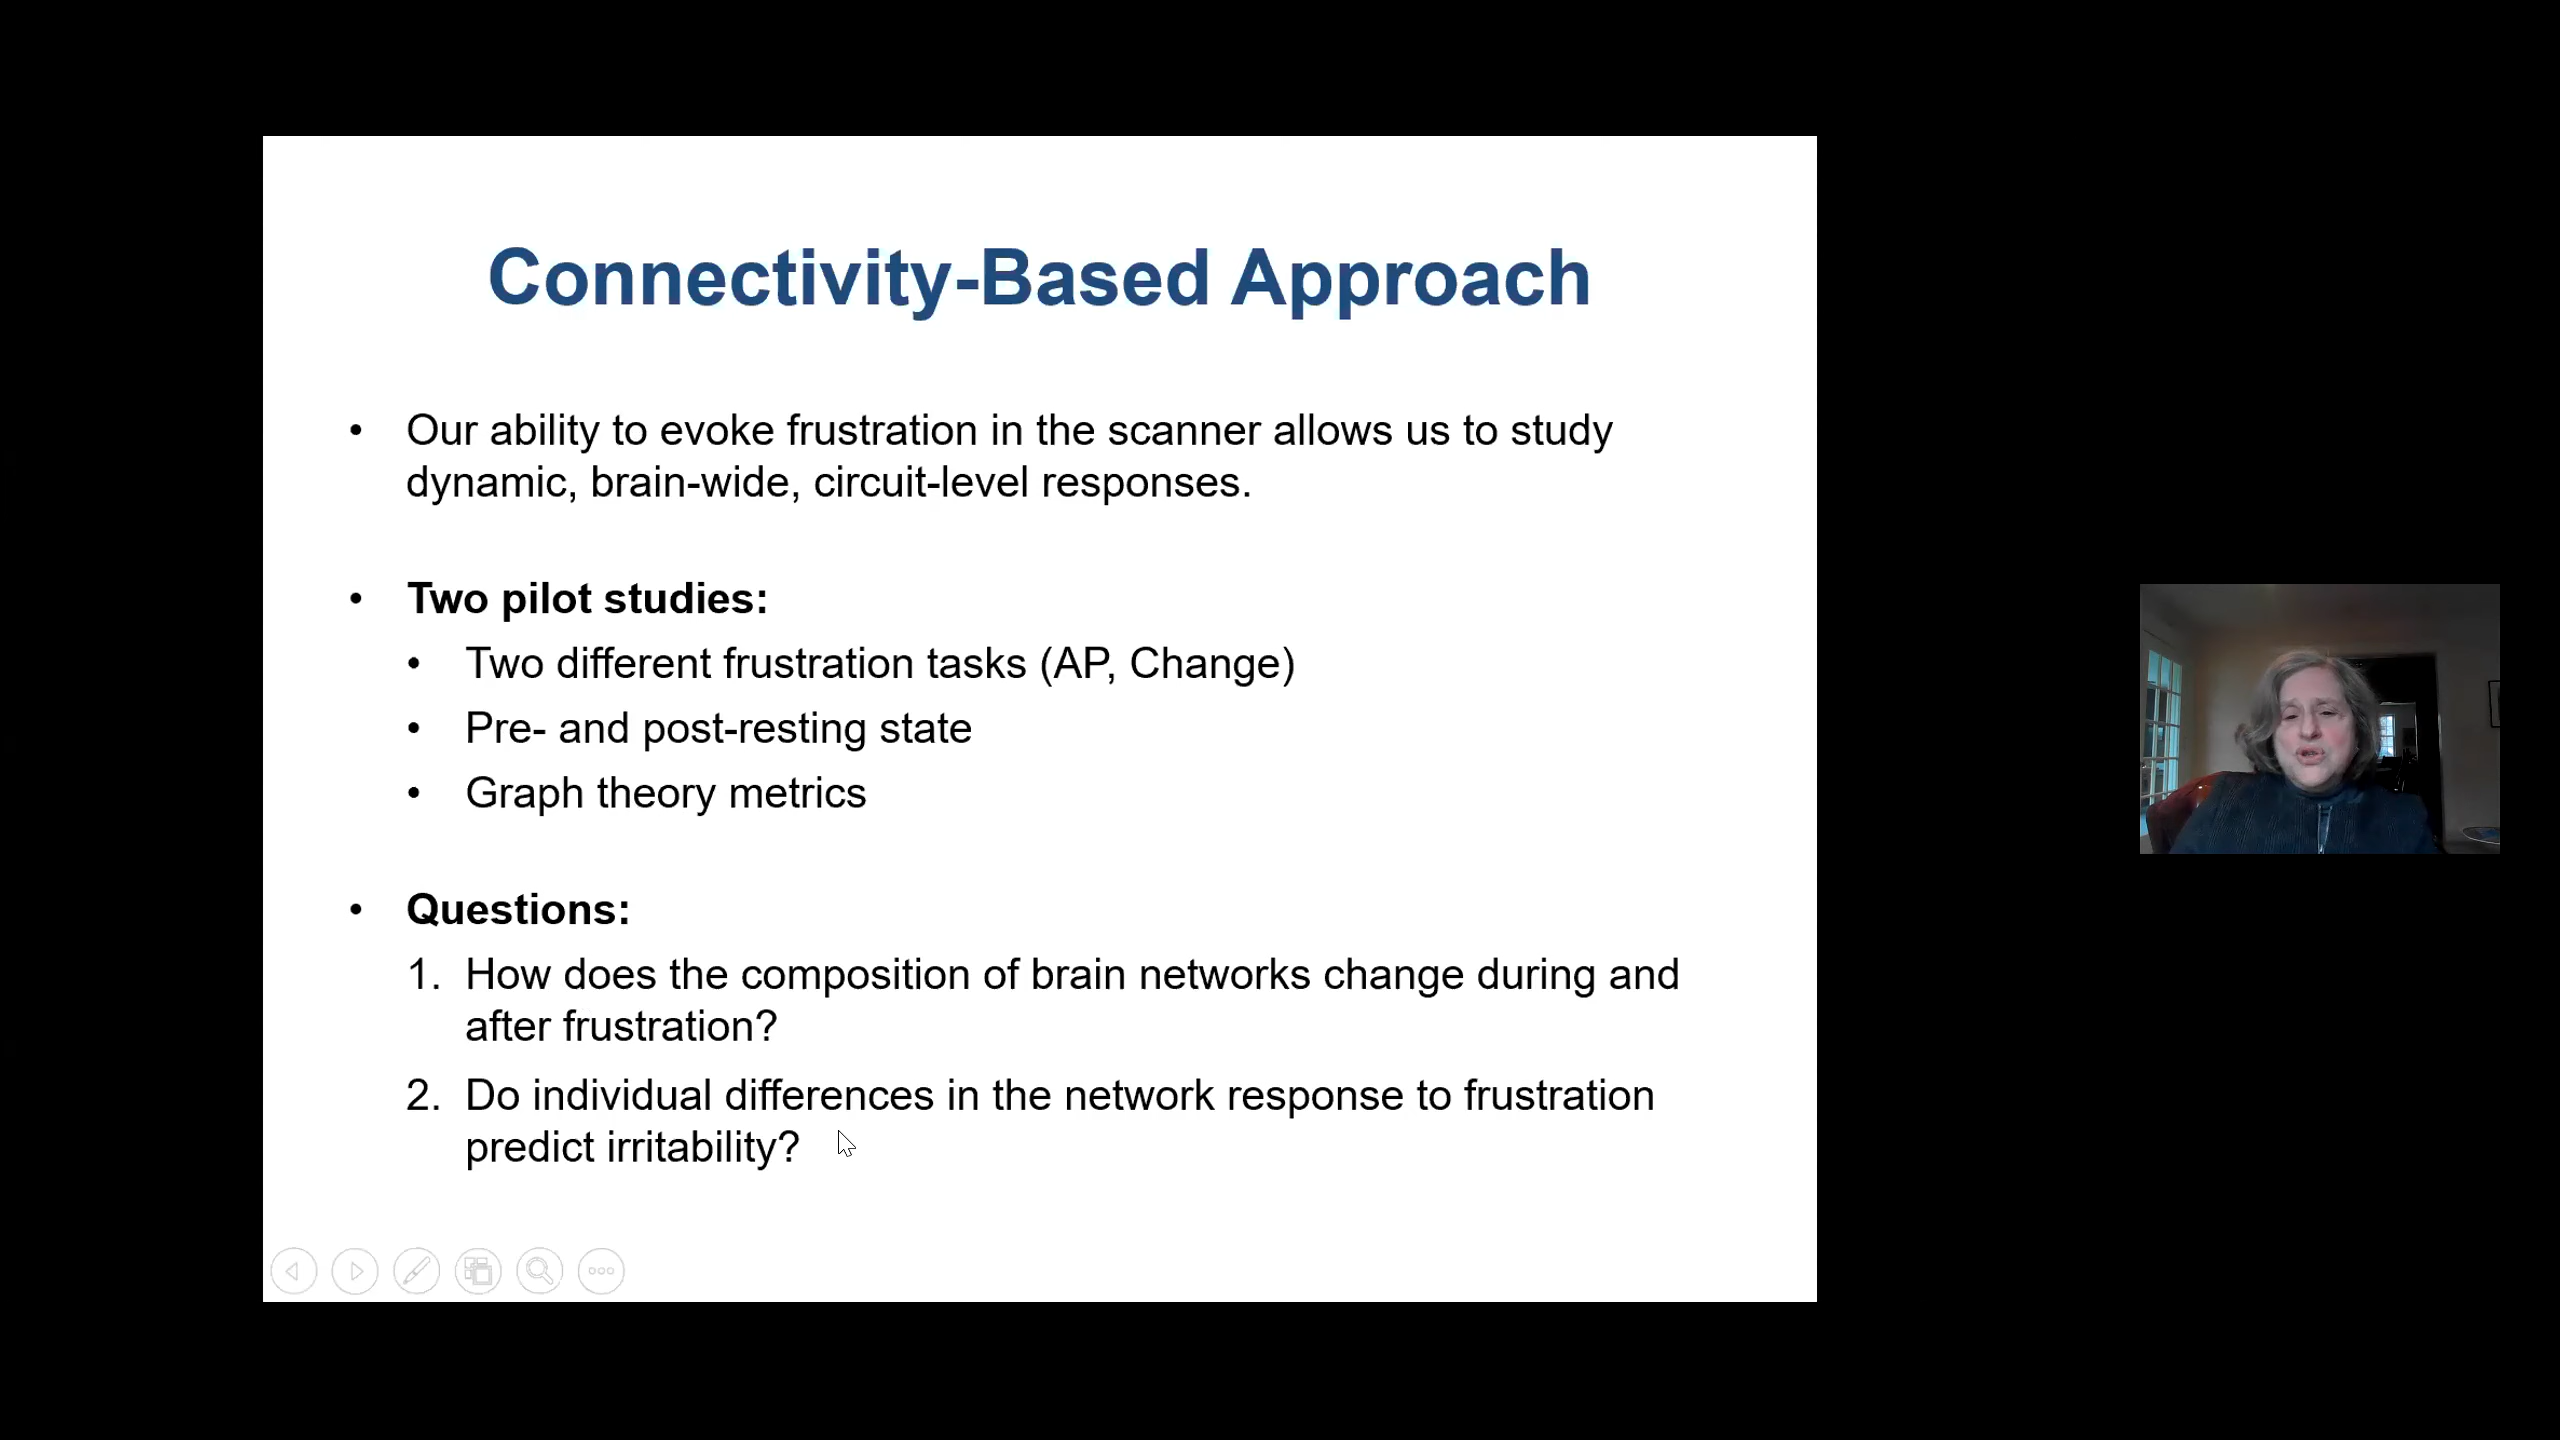 Connectivity-Based Approach
• Our ability to evoke frustration in the scanner allows us to study
dynamic, brain-wide, circuit-level responses.
• Two pilot studies:
• Two different frustration tasks (AP, Change)
• Pre- and post-resting state
• Graph theory metrics
• Questions:
1. How does the composition of brain networks change during and
after frustration?
2. Do individual differences in the network response to frustration
predict irritability?